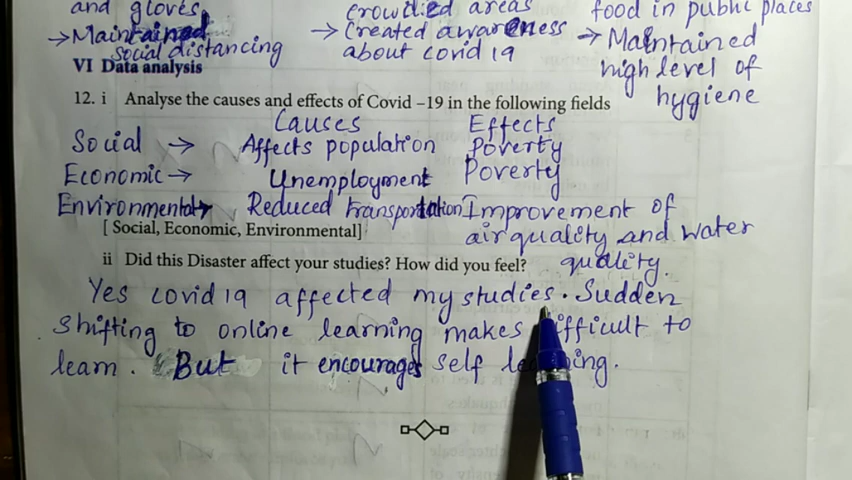 and gloves.
crowded areas
food in public places
→ Maintained
social distancing
→ Created awareness
about covid 19
→ Maintained
high level of
hygiene
VI Data analysis
12. i Analyse the causes and effects of Covid –19 in the following fields
Causes Effects
Social → Affects population Poverty
Economic → Unemployment Poverty
Environmental → Reduced transportation Improvement of
air quality and water
quality.
[ Social, Economic, Environmental]
ii Did this Disaster affect your studies? How did you feel?
Yes covid 19 affected my studies. Sudden
shifting to online learning makes difficult to
learn. But it encourages self learning.